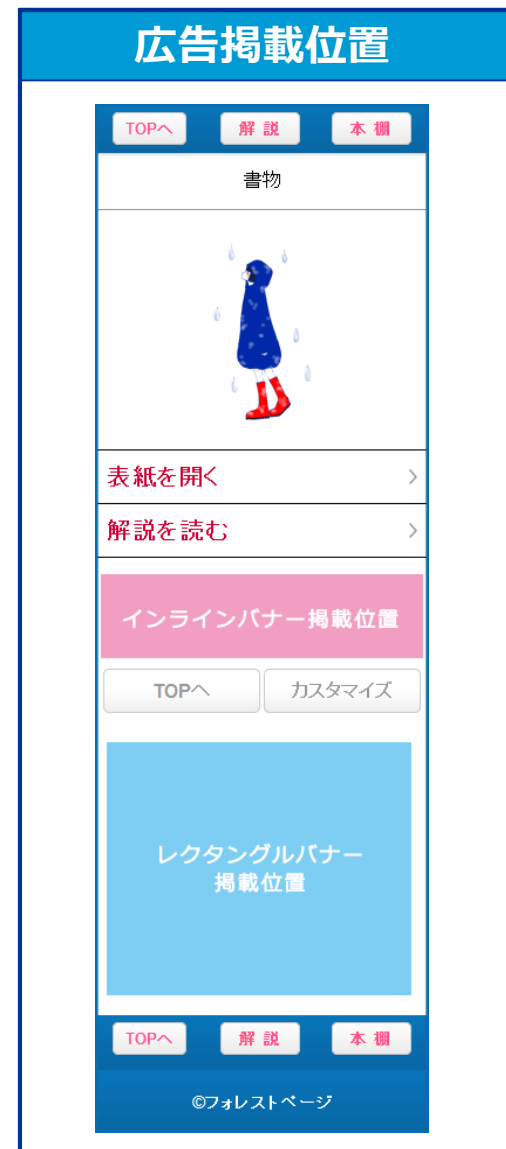 広告掲載位置
TOPへ 解 説 本 棚
書物
表紙を開く
解説を読む
インラインバナー掲載位置
TOPへ カスタマイズ
レクタングルバナー
掲載位置
TOPへ 解 説 本 棚
©フォレストページ